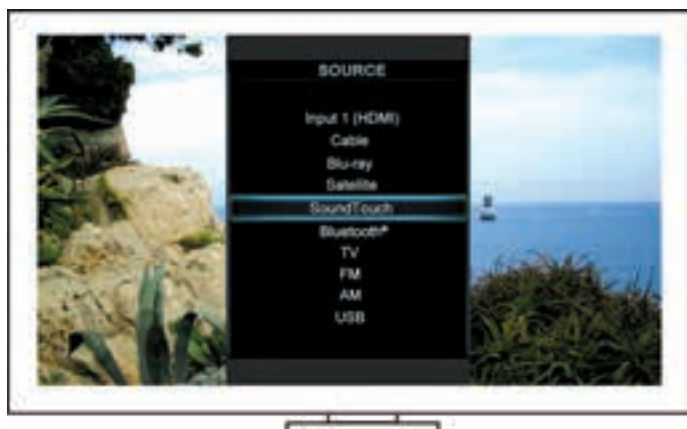 SOURCE
Input 1 (HDMI)
Cable
Blu-ray
Satellite
SoundTouch
Bluetooth®
TV
FM
AM
USB